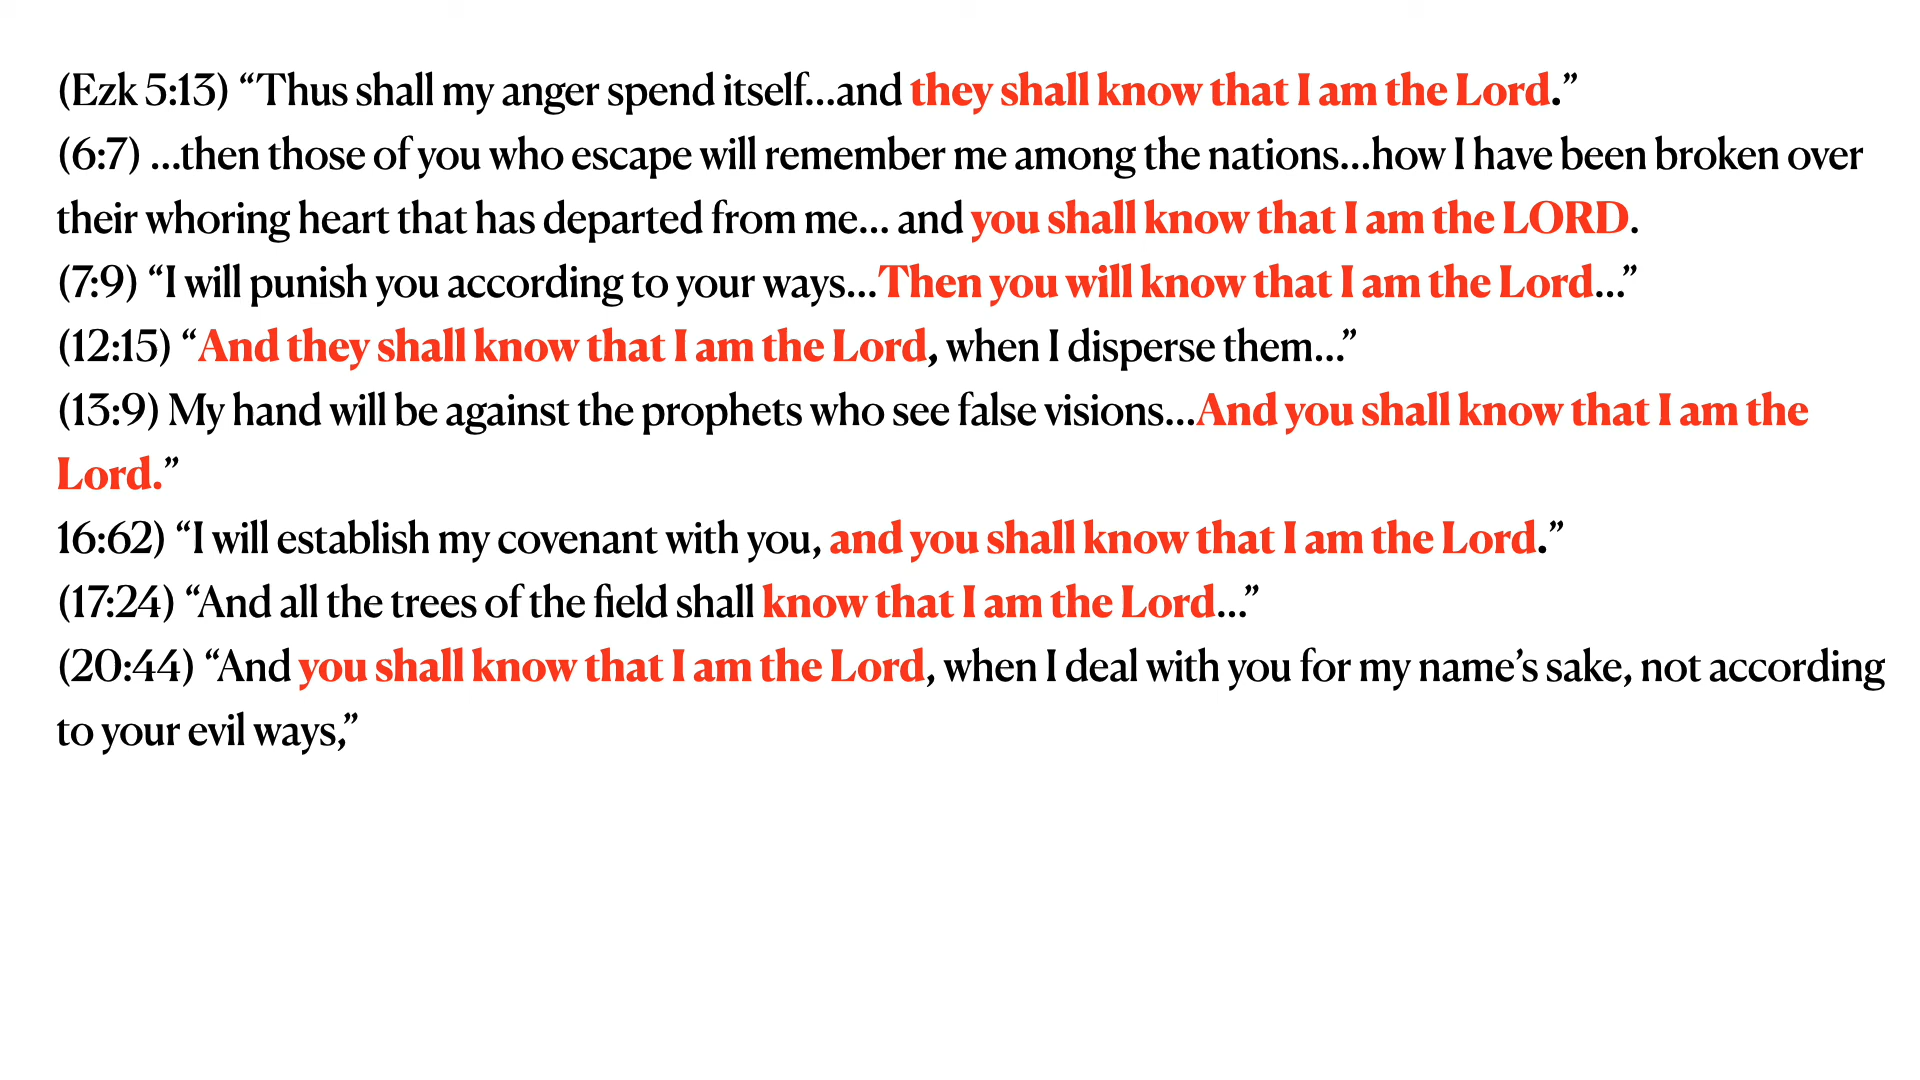 (Ezk 5:13) “Thus shall my anger spend itself…and they shall know that I am the Lord.”
(6:7) …then those of you who escape will remember me among the nations…how I have been broken over
their whoring heart that has departed from me… and you shall know that I am the LORD.
(7:9) “I will punish you according to your ways…Then you will know that I am the Lord…”
(12:15) “And they shall know that I am the Lord, when I disperse them…”
(13:9) My hand will be against the prophets who see false visions…And you shall know that I am the
Lord.”
16:62) “I will establish my covenant with you, and you shall know that I am the Lord.”
(17:24) “And all the trees of the field shall know that I am the Lord…”
(20:44) “And you shall know that I am the Lord, when I deal with you for my name’s sake, not according
to your evil ways,”